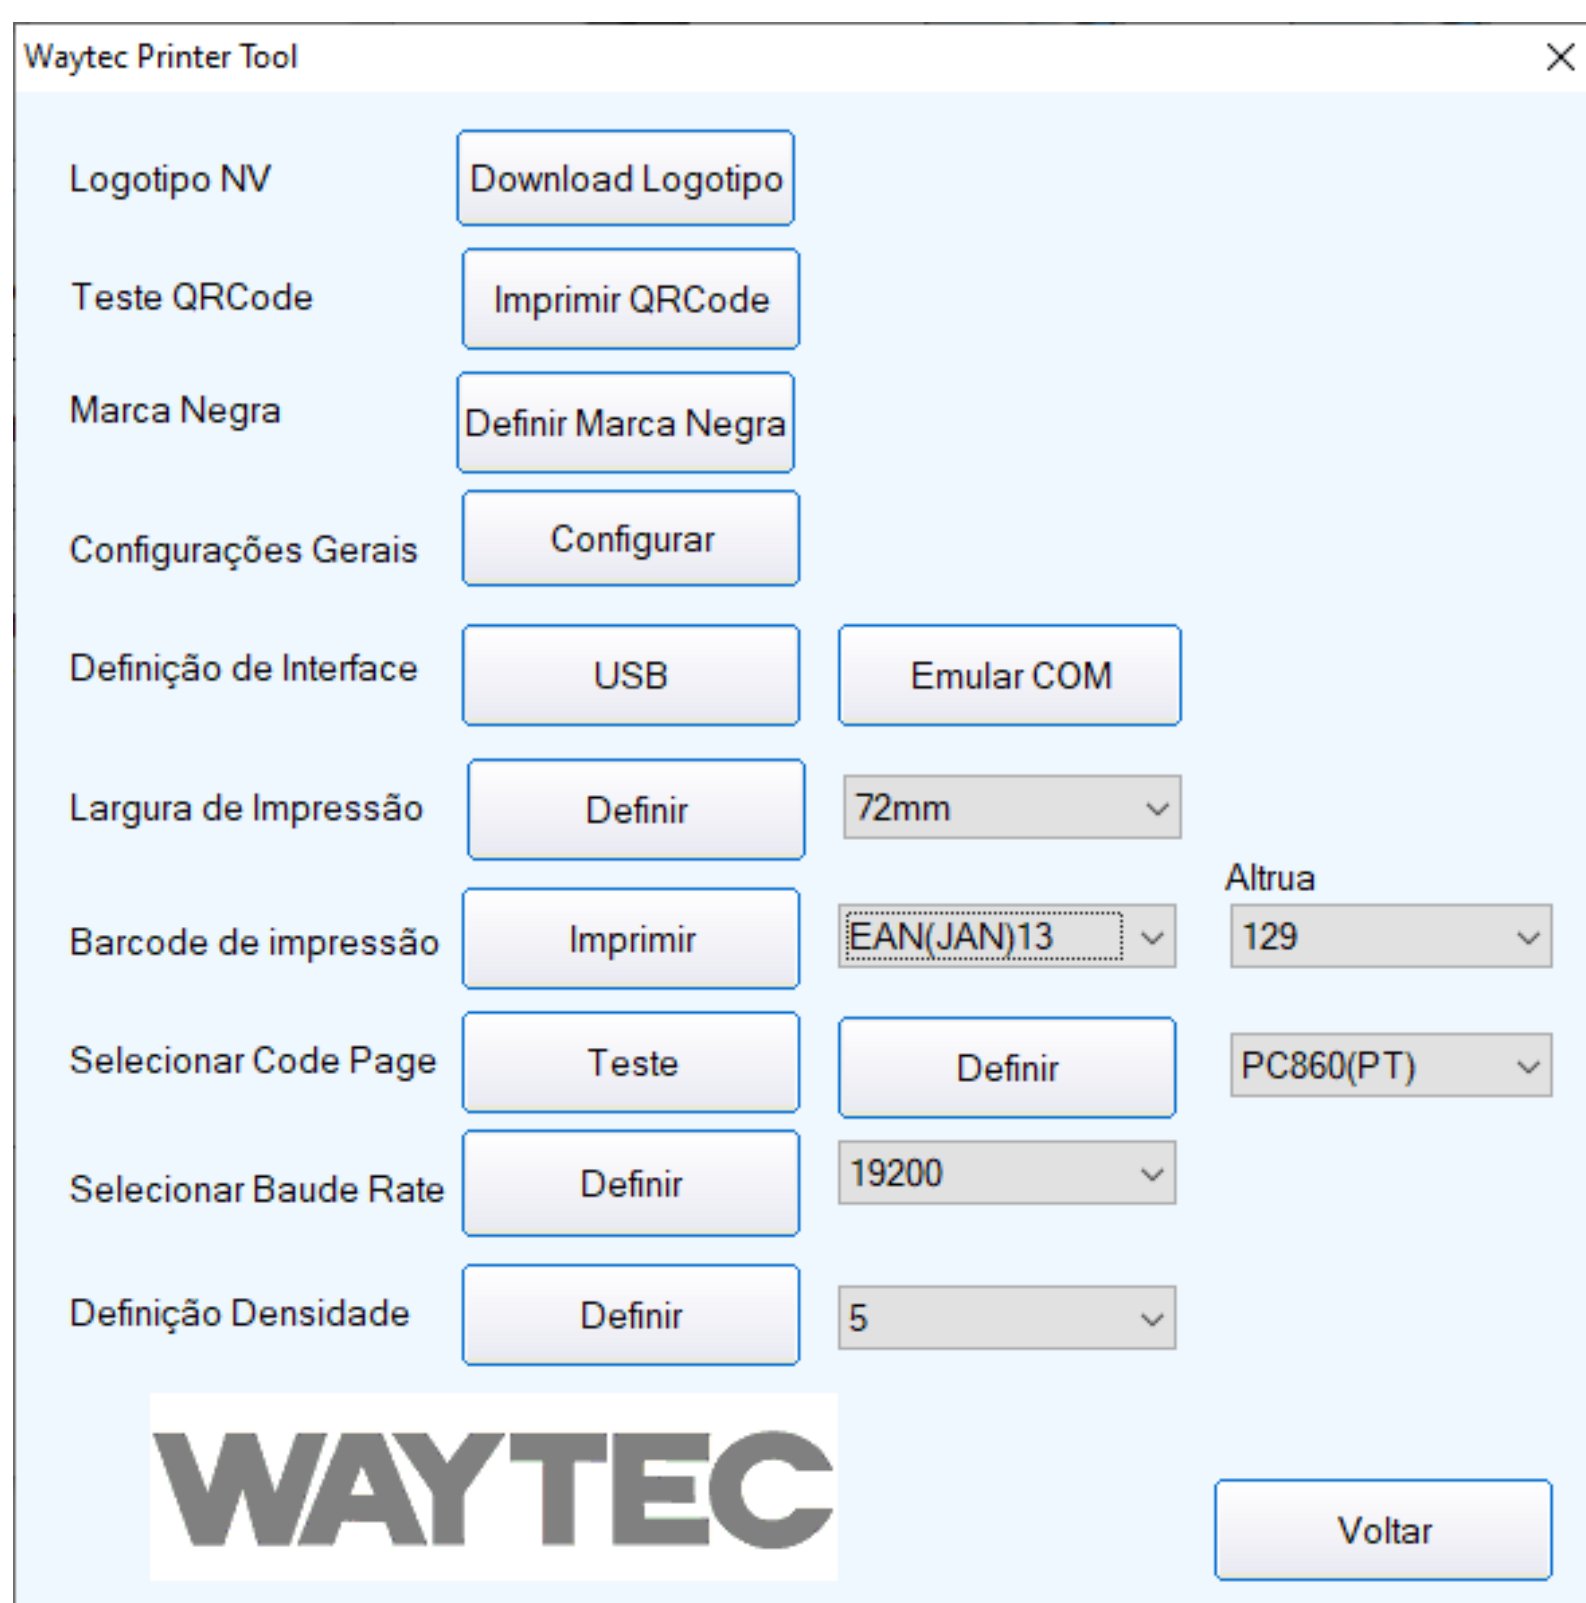 Waytec Printer Tool
Logotipo NV
Download Logotipo
Teste QRCode
Imprimir QRCode
Marca Negra
Definir Marca Negra
Configurações Gerais
Configurar
Definição de Interface
USB
Emular COM
Largura de Impressão
Definir
72mm
Altrua
Barcode de impressão
Imprimir
EAN(JAN)13
129
Selecionar Code Page
Teste
Definir
PC860(PT)
Selecionar Baude Rate
Definir
19200
Definição Densidade
Definir
5
WAYTEC
Voltar